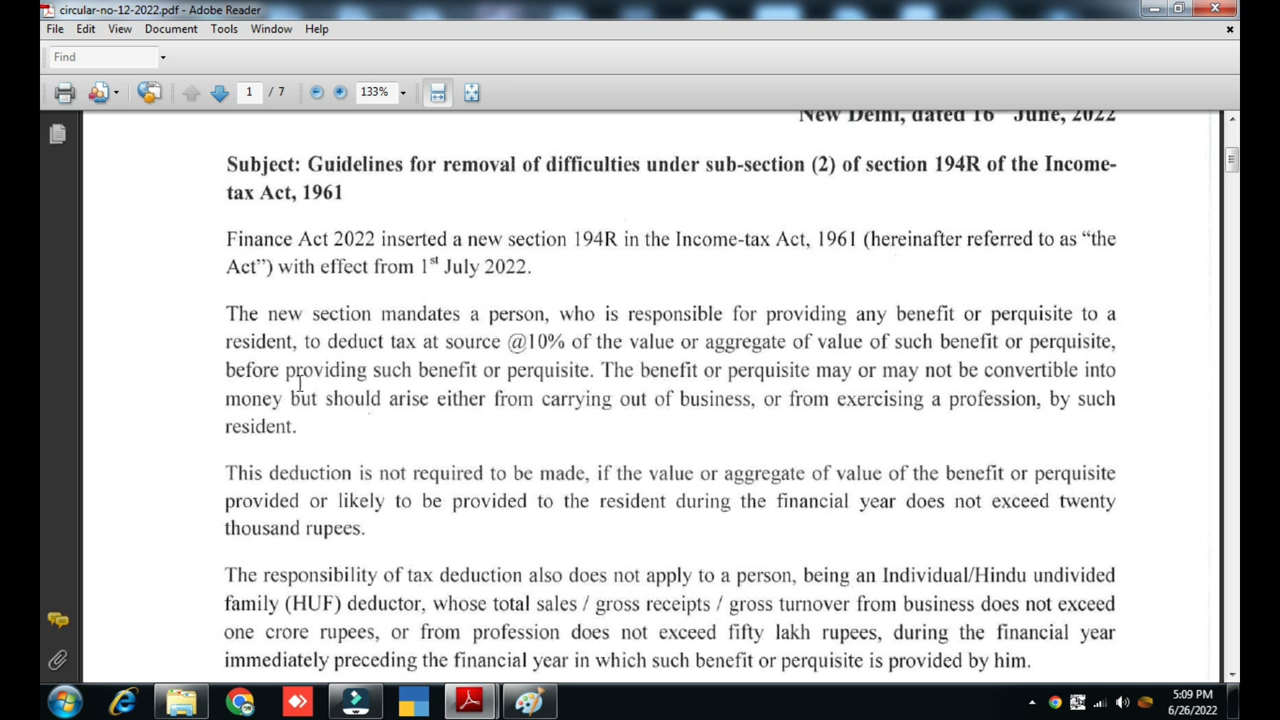 circular-no-12-2022.pdf - Adobe Reader
File Edit View Document Tools Window Help
Find
1 / 7 133%
New Delhi, dated 16 June, 2022
Subject: Guidelines for removal of difficulties under sub-section (2) of section 194R of the Income-
tax Act, 1961
Finance Act 2022 inserted a new section 194R in the Income-tax Act, 1961 (hereinafter referred to as “the
Act”) with effect from 1st July 2022.
The new section mandates a person, who is responsible for providing any benefit or perquisite to a
resident, to deduct tax at source @10% of the value or aggregate of value of such benefit or perquisite,
before providing such benefit or perquisite. The benefit or perquisite may or may not be convertible into
money but should arise either from carrying out of business, or from exercising a profession, by such
resident.
This deduction is not required to be made, if the value or aggregate of value of the benefit or perquisite
provided or likely to be provided to the resident during the financial year does not exceed twenty
thousand rupees.
The responsibility of tax deduction also does not apply to a person, being an Individual/Hindu undivided
family (HUF) deductor, whose total sales / gross receipts / gross turnover from business does not exceed
one crore rupees, or from profession does not exceed fifty lakh rupees, during the financial year
immediately preceding the financial year in which such benefit or perquisite is provided by him.
5:09 PM
6/26/2022